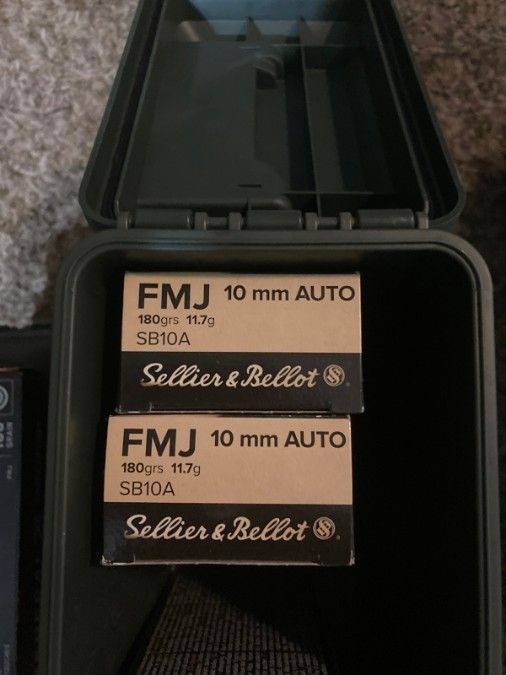 FMJ 10 mm AUTO
180grs 11.7g
SB10A
Sellier & Bellot
FMJ 10 mm AUTO
180grs 11.7g
SB10A
Sellier & Bellot